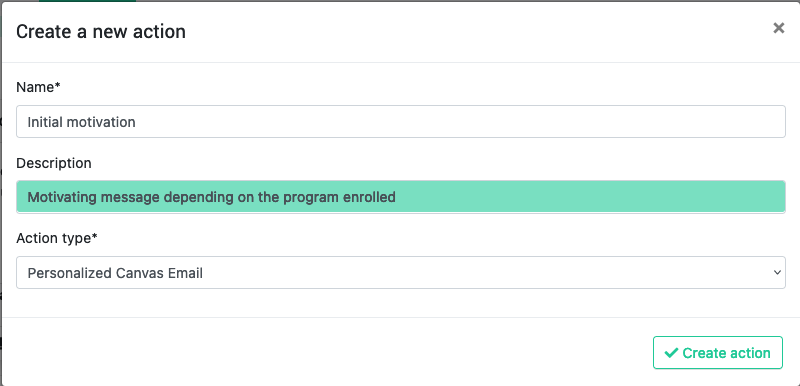 Create a new action
×
Name*
Initial motivation
Description
Motivating message depending on the program enrolled
Action type*
Personalized Canvas Email
Create action